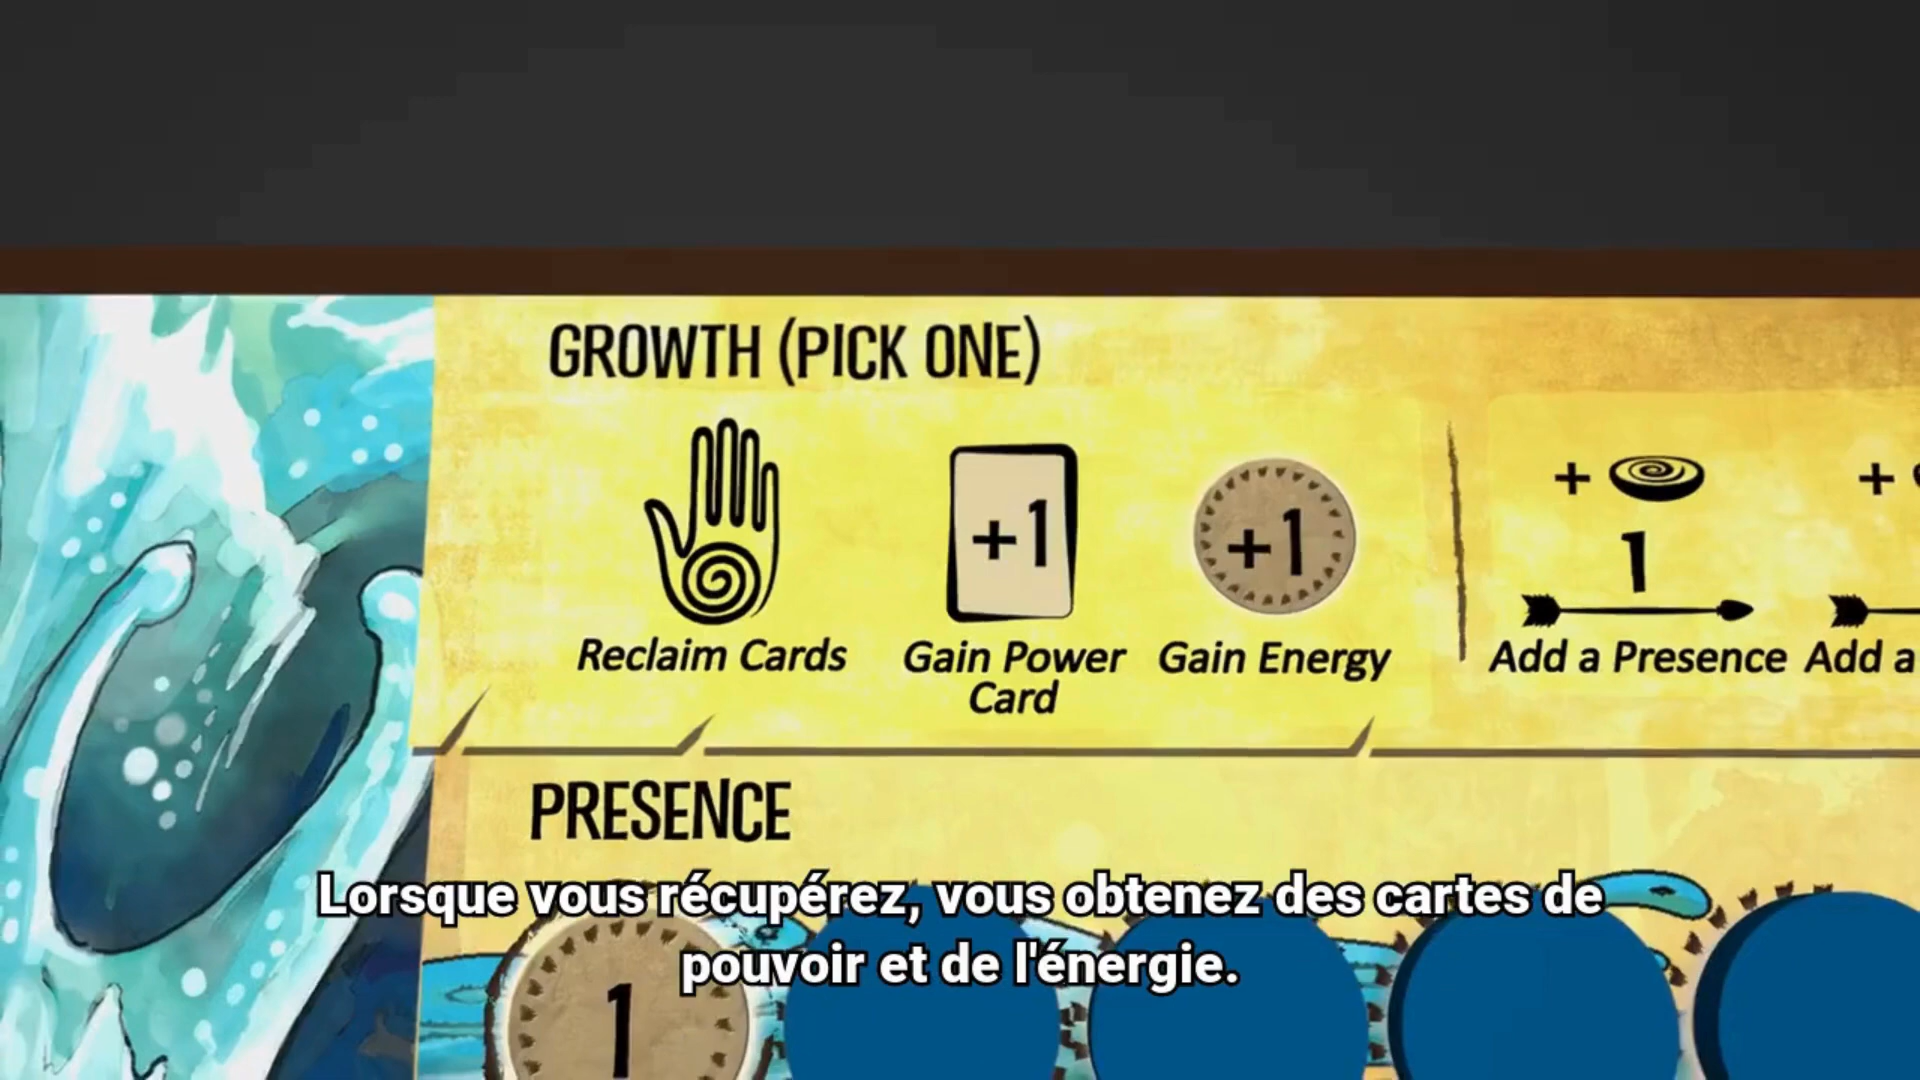 GROWTH (PICK ONE)
+1
+1
+
+
1
Reclaim Cards
Gain Power
Card
Gain Energy
Add a Presence
Add a
PRESENCE
Lorsque vous récupérez, vous obtenez des cartes de
pouvoir et de l'énergie.
1